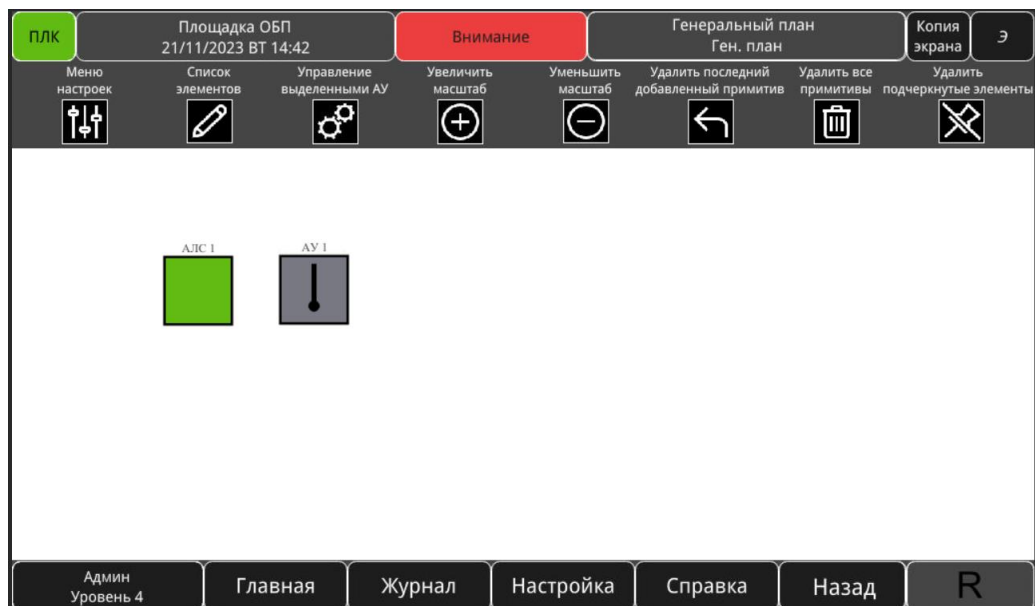 ПЛК
Площадка ОБП
21/11/2023 ВТ 14:42
Внимание
Генеральный план
Ген. план
Копия
экрана
Э
Меню
настроек
Список
элементов
Управление
выделенными АУ
Увеличить
масштаб
Уменьшить
масштаб
Удалить последний
добавленный примитив
Удалить все
примитивы
Удалить
подчеркнутые элементы
АЛС 1
АУ 1
Админ
Уровень 4
Главная
Журнал
Настройка
Справка
Назад
R